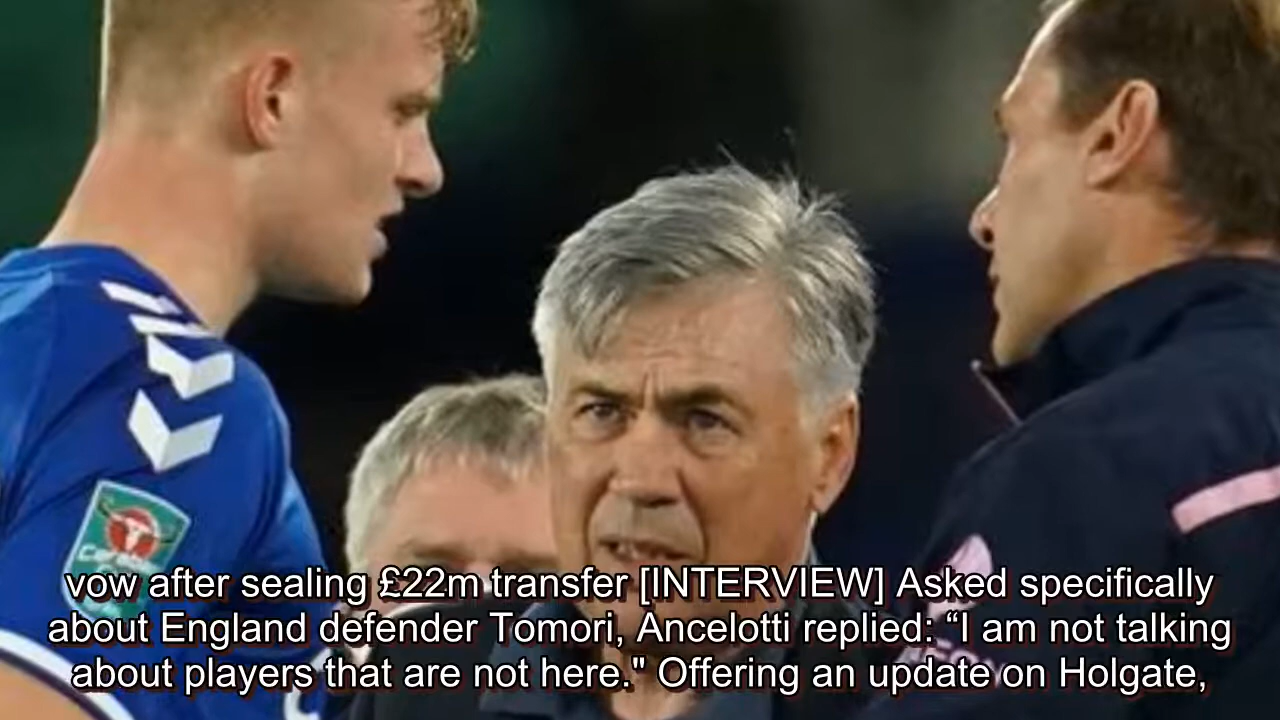 vow after sealing £22m transfer [INTERVIEW] Asked specifically
about England defender Tomori, Ancelotti replied: “I am not talking
about players that are not here." Offering an update on Holgate,